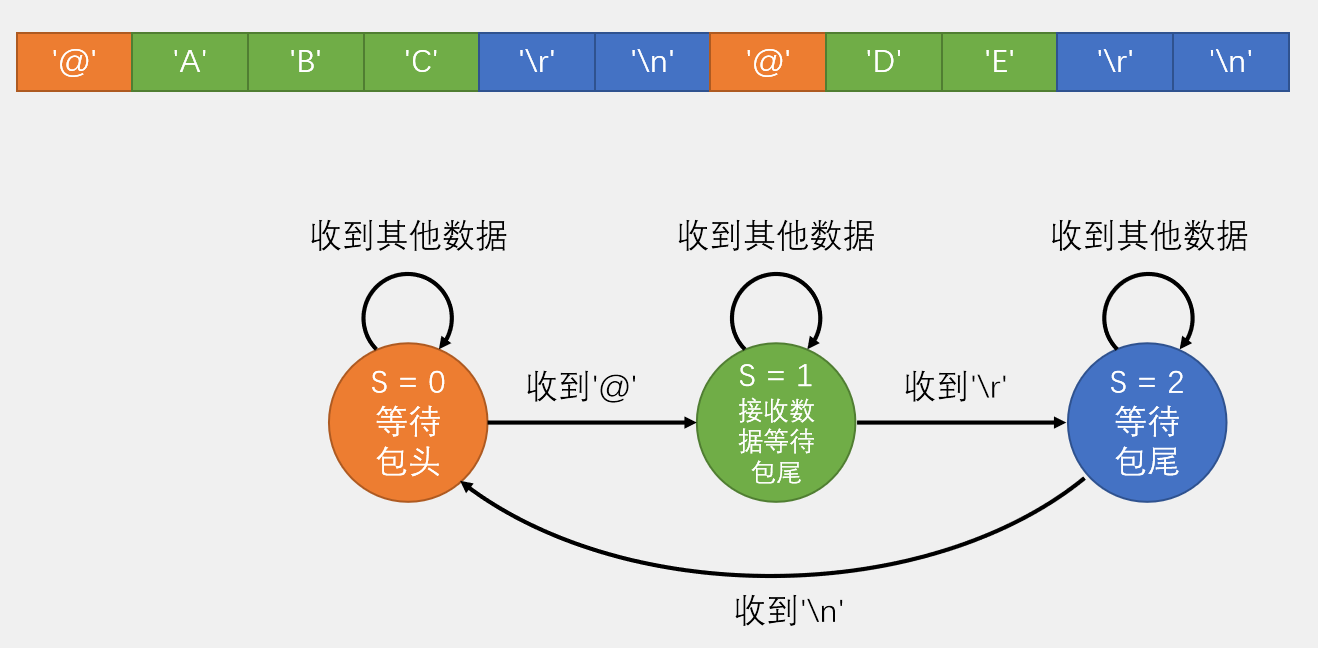 '@' 'A' 'B' 'C' '\r' '\n' '@' 'D' 'E' '\r' '\n'
收到其他数据 收到其他数据 收到其他数据
S = 0
等待
包头
收到'@'
S = 1
接收数
据等待
包尾
收到'\r'
S = 2
等待
包尾
收到'\n'